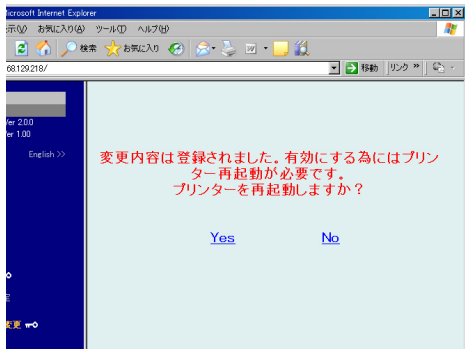 Microsoft Internet Explorer
表示(V) お気に入り(A) ツール(T) ヘルプ(H)
検索 お気に入り
68.129.218/ 移動 リンク »
Ver 2.0.0
Ver 1.00
English >>
変更内容は登録されました。有効にする為にはプリン
ター再起動が必要です。
プリンターを再起動しますか？
Yes No
変更